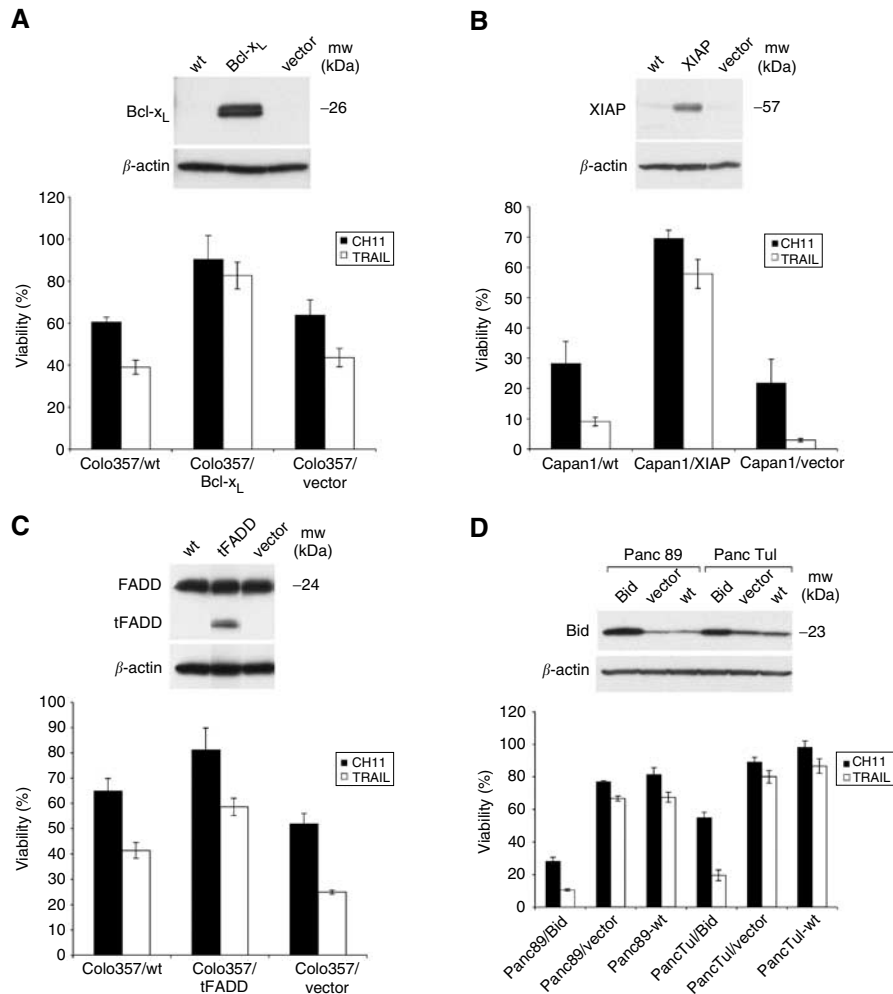 A
wt Bcl-xL vector mw (kDa)
Bcl-xL –26
β-actin
120
100
80
60
40
20
0
Viability (%)
CH11
TRAIL
Colo357/wt Colo357/Bcl-xL Colo357/vector
B
wt XIAP vector mw (kDa)
XIAP –57
β-actin
80
70
60
50
40
30
20
10
0
Viability (%)
CH11
TRAIL
Capan1/wt Capan1/XIAP Capan1/vector
C
wt tFADD vector mw (kDa)
FADD –24
tFADD
β-actin
100
90
80
70
60
50
40
30
20
10
0
Viability (%)
CH11
TRAIL
Colo357/wt Colo357/tFADD Colo357/vector
D
Panc 89 Panc Tul
Bid vector wt Bid vector wt mw (kDa)
Bid –23
β-actin
120
100
80
60
40
20
0
Viability (%)
CH11
TRAIL
Panc89/Bid Panc89/vector Panc89-wt PancTul/Bid PancTul/vector PancTul-wt